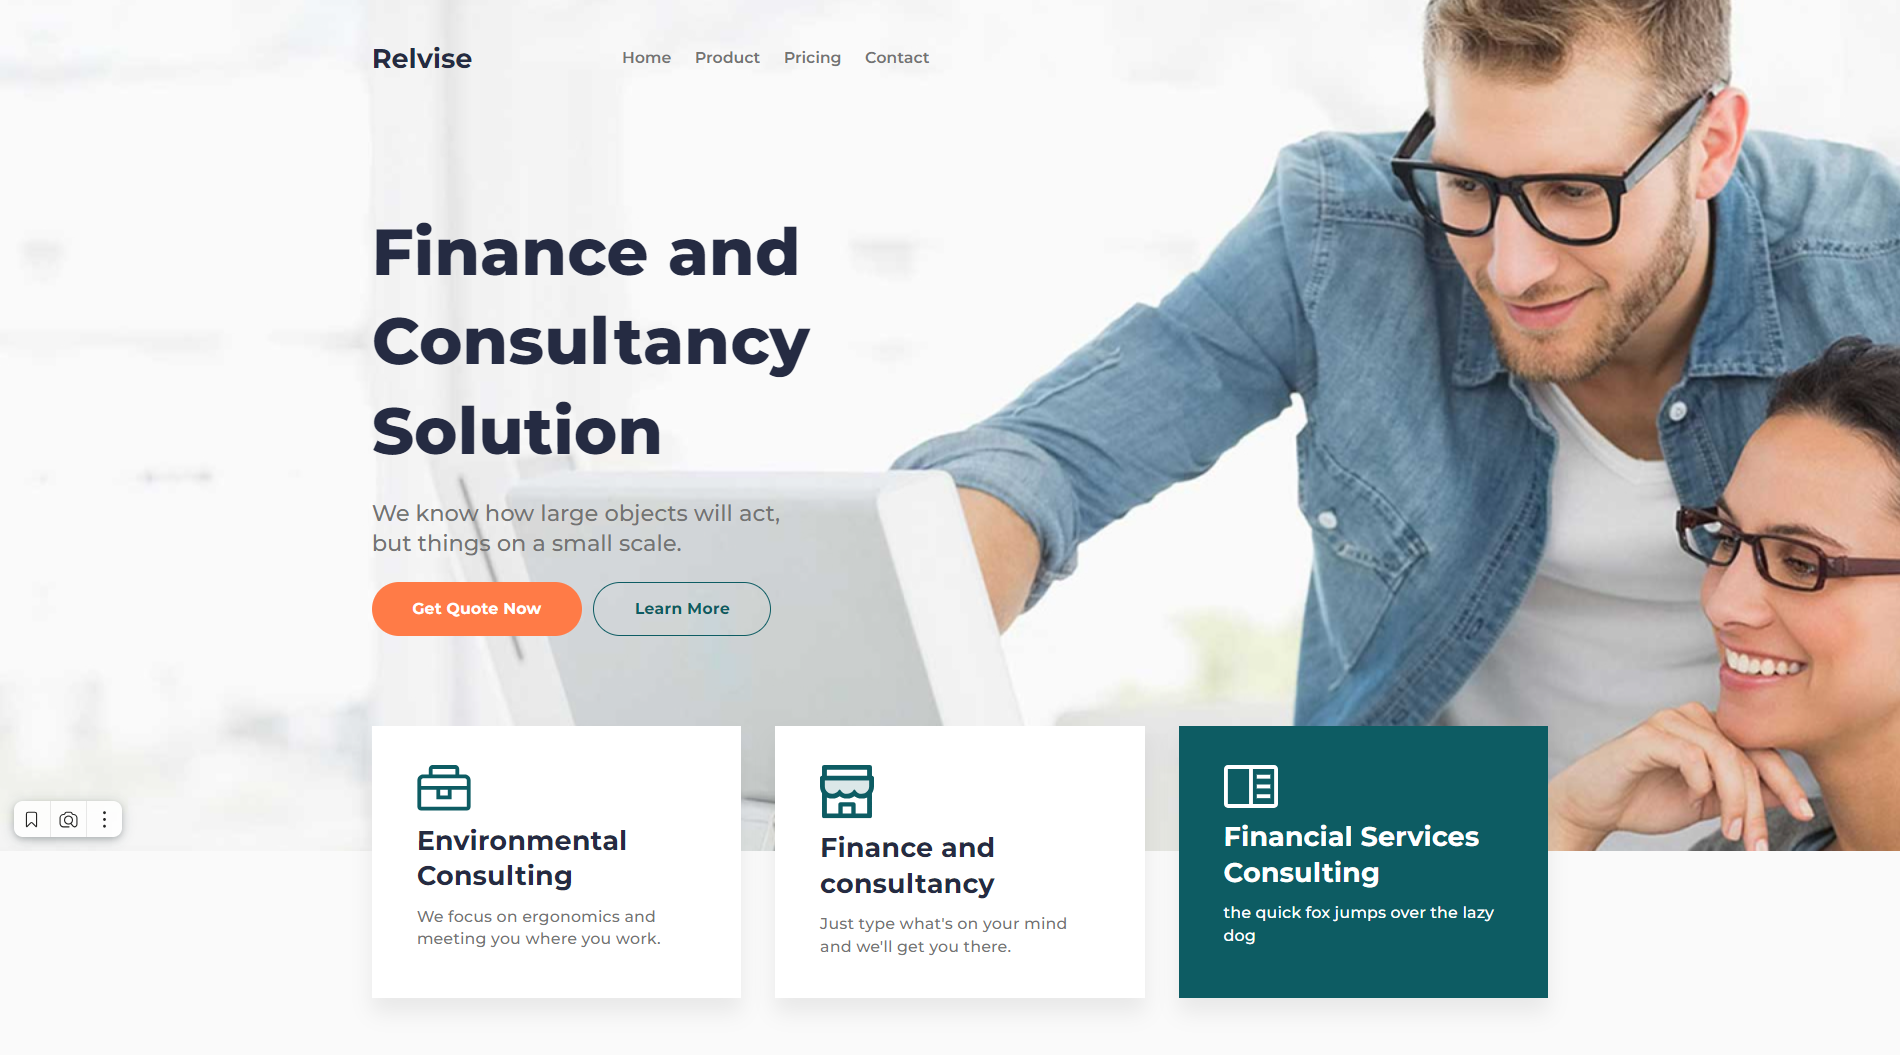 Relvise
Home Product Pricing Contact
Finance and
Consultancy
Solution
We know how large objects will act,
but things on a small scale.
Get Quote Now Learn More
Environmental
Consulting
We focus on ergonomics and
meeting you where you work.
Finance and
consultancy
Just type what's on your mind
and we'll get you there.
Financial Services
Consulting
the quick fox jumps over the lazy
dog